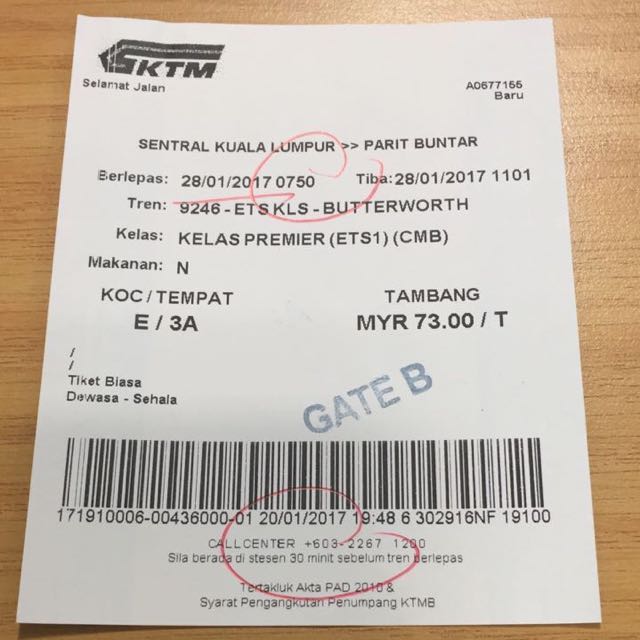 KTM
Selamat Jalan
A0677155
Baru
SENTRAL KUALA LUMPUR >> PARIT BUNTAR
Berlepas: 28/01/2017 0750 Tiba: 28/01/2017 1101
Tren: 9246 - ETS KLS - BUTTERWORTH
Kelas: KELAS PREMIER (ETS1) (CMB)
Makanan: N
KOC / TEMPAT TAMBANG
E / 3A MYR 73.00 / T
/
/
Tiket Biasa
Dewasa - Sehala
GATE B
171910006-00436000-01 20/01/2017 19:48 6 302916NF 19100
CALLCENTER +603-2267 1200
Sila berada di stesen 30 minit sebelum tren berlepas
Tertakluk Akta PAD 2010 &
Syarat Pengangkutan Penumpang KTMB